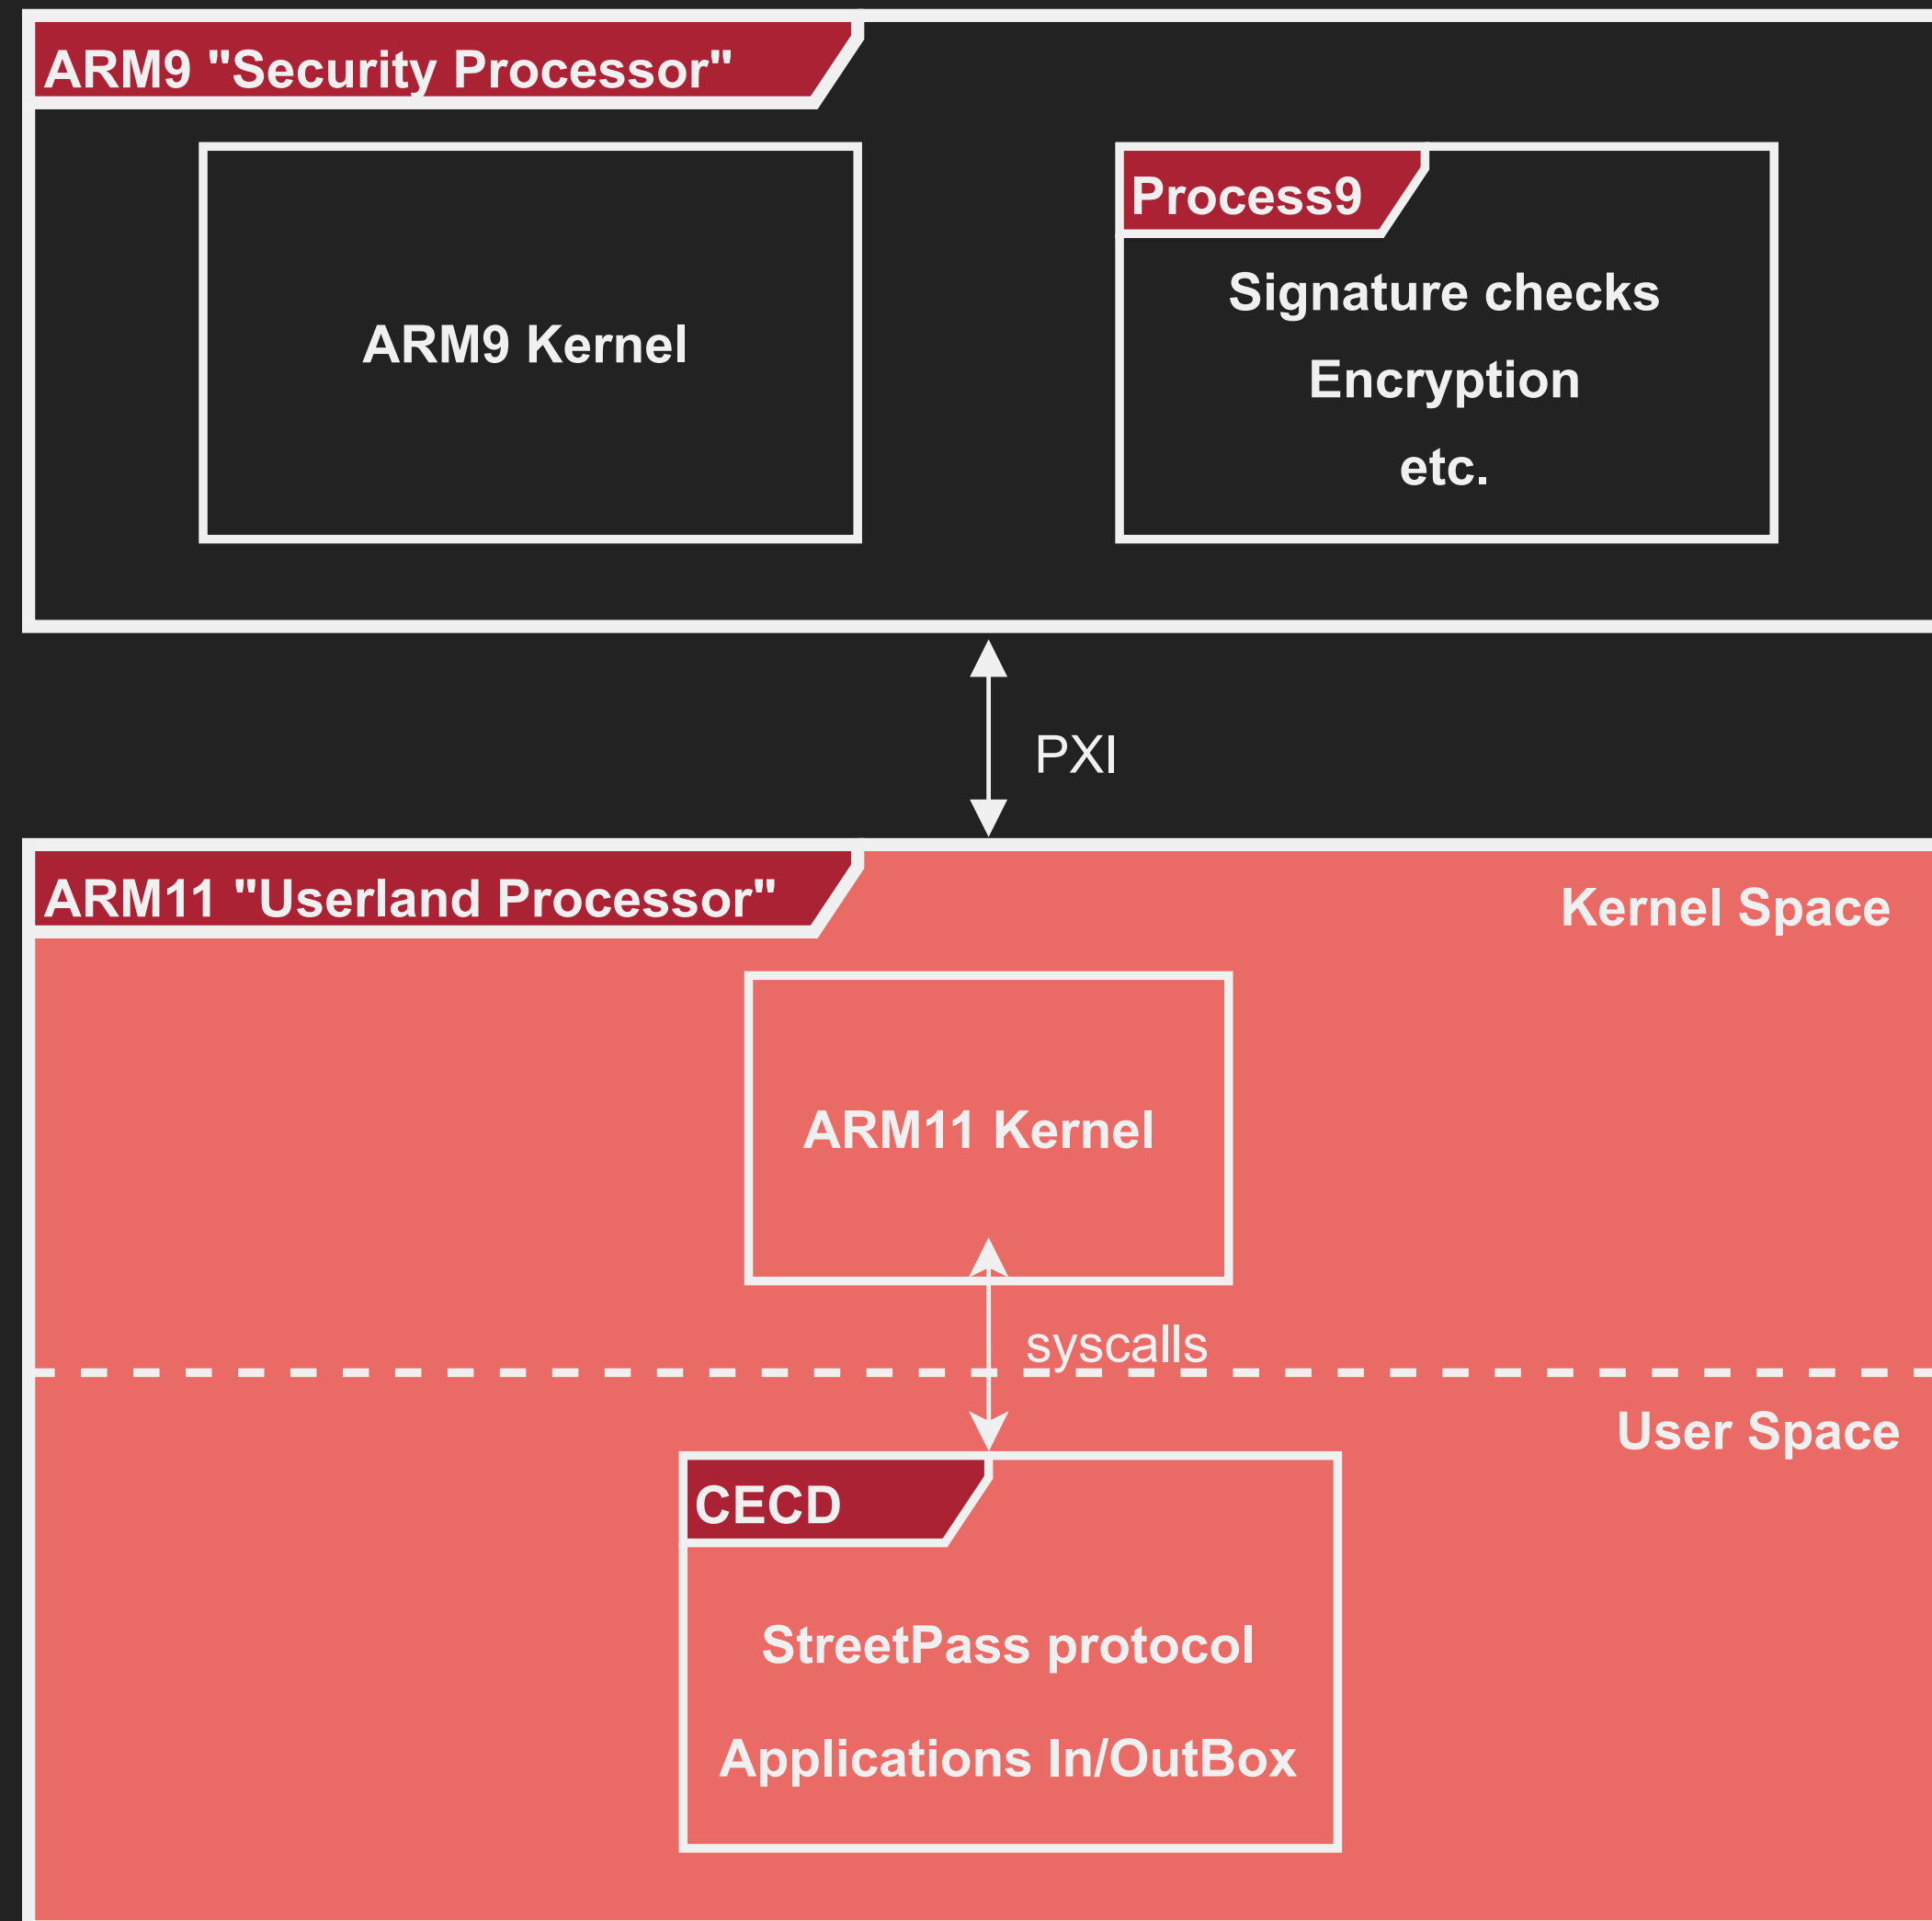 ARM9 "Security Processor"
Process9
ARM9 Kernel
Signature checks
Encryption
etc.
PXI
ARM11 "Userland Processor"
Kernel Space
ARM11 Kernel
syscalls
User Space
CECD
StreetPass protocol
Applications In/OutBox